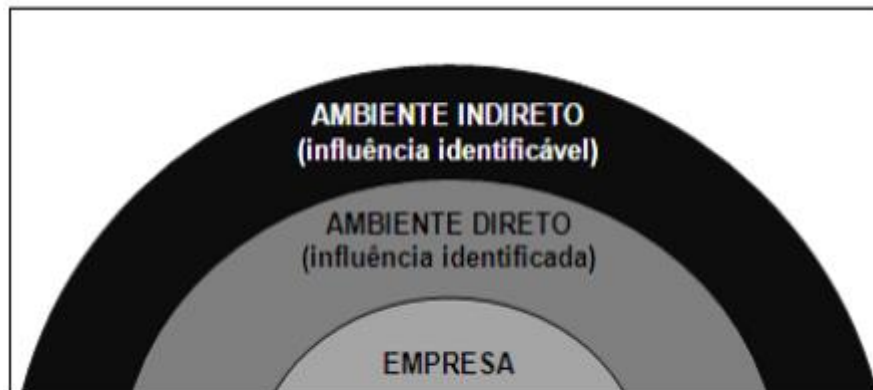 AMBIENTE INDIRETO
(influência identificável)
AMBIENTE DIRETO
(influência identificada)
EMPRESA